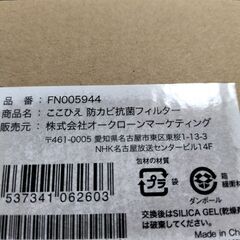 品 番：FN005944
商品名：ここひえ 防カビ抗菌フィルター
販売元：株式会社オークローンマーケティング
〒461-0005 愛知県名古屋市東区東桜1-13-3
NHK名古屋放送センタービル14F
包材の材質
プラ
袋
ダンボール
537341 062603
交換後はSILICA GEL(乾燥
Made in Ch